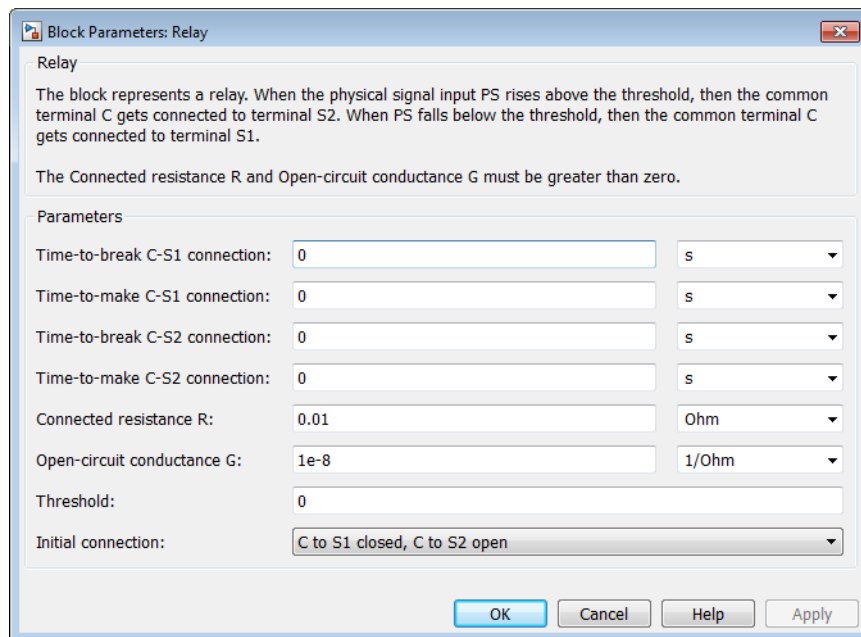 Block Parameters: Relay
Relay
The block represents a relay. When the physical signal input PS rises above the threshold, then the common
terminal C gets connected to terminal S2. When PS falls below the threshold, then the common terminal C
gets connected to terminal S1.
The Connected resistance R and Open-circuit conductance G must be greater than zero.
Parameters
Time-to-break C-S1 connection: 0 s
Time-to-make C-S1 connection: 0 s
Time-to-break C-S2 connection: 0 s
Time-to-make C-S2 connection: 0 s
Connected resistance R: 0.01 Ohm
Open-circuit conductance G: 1e-8 1/Ohm
Threshold: 0
Initial connection: C to S1 closed, C to S2 open
OK Cancel Help Apply